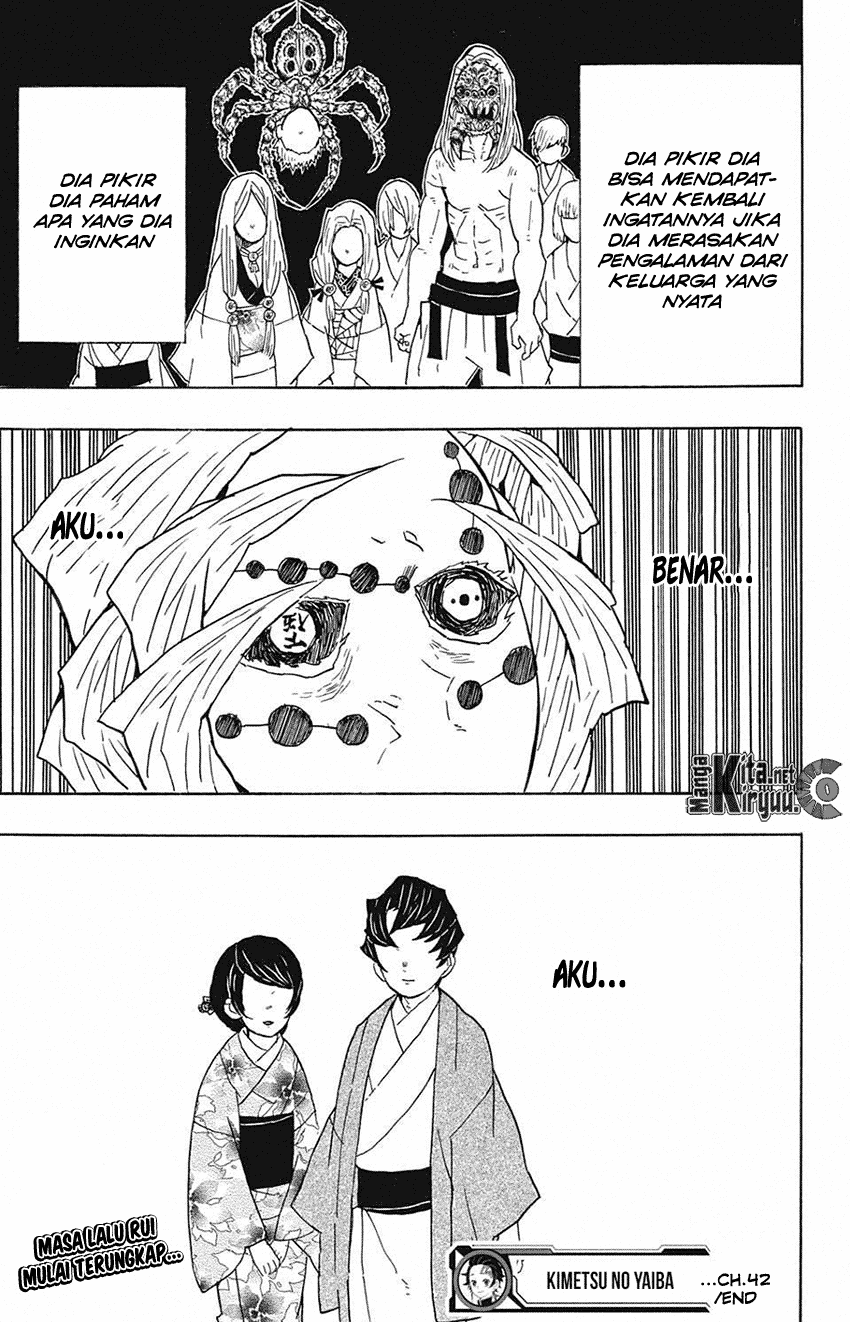 DIA PIKIR DIA
BISA MENDAPAT-
KAN KEMBALI
INGATANNYA JIKA
DIA MERASAKAN
PENGALAMAN DARI
KELUARGA YANG
NYATA
DIA PIKIR
DIA PAHAM
APA YANG DIA
INGINKAN
AKU...
BENAR...
Manga
Kita.net
Kiryuu.
AKU...
MASA LALU RUI
MULAI TERUNGKAP...
KIMETSU NO YAIBA
...CH.42
/END